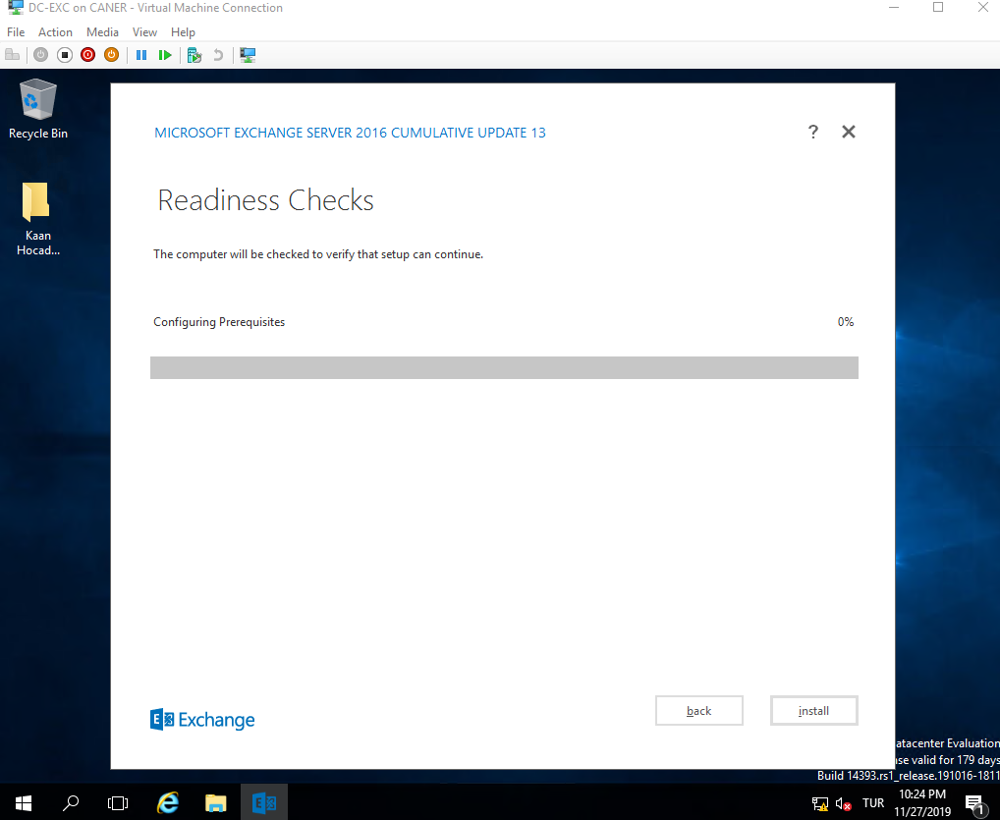 DC-EXC on CANER - Virtual Machine Connection
File Action Media View Help
Recycle Bin
Kaan
Hocad...
MICROSOFT EXCHANGE SERVER 2016 CUMULATIVE UPDATE 13
?
Readiness Checks
The computer will be checked to verify that setup can continue.
Configuring Prerequisites 0%
back install
E Exchange
atacenter Evaluation
nse valid for 179 days
Build 14393.rs1_release.191016-1811
TUR
10:24 PM
11/27/2019
1